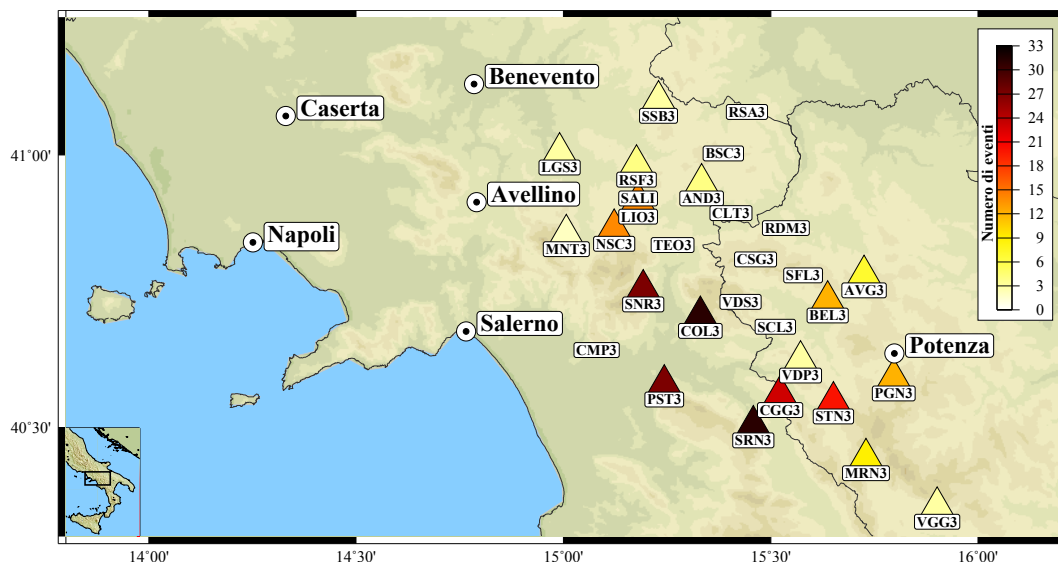 Benevento
Caserta
Avellino
Napoli
Salerno
Potenza
SSB3
RSA3
LGS3
RSF3
BSC3
SALI
AND3
LIO3
CLT3
MNT3
NSC3
TEO3
RDM3
CSG3
SFL3
AVG3
SNR3
VDS3
BEL3
COL3
SCL3
CMP3
VDP3
PST3
CGG3
STN3
PGN3
SRN3
MRN3
VGG3
Numero di eventi
33
30
27
24
21
18
15
12
9
6
3
0
41°00'
40°30'
14°00'
14°30'
15°00'
15°30'
16°00'